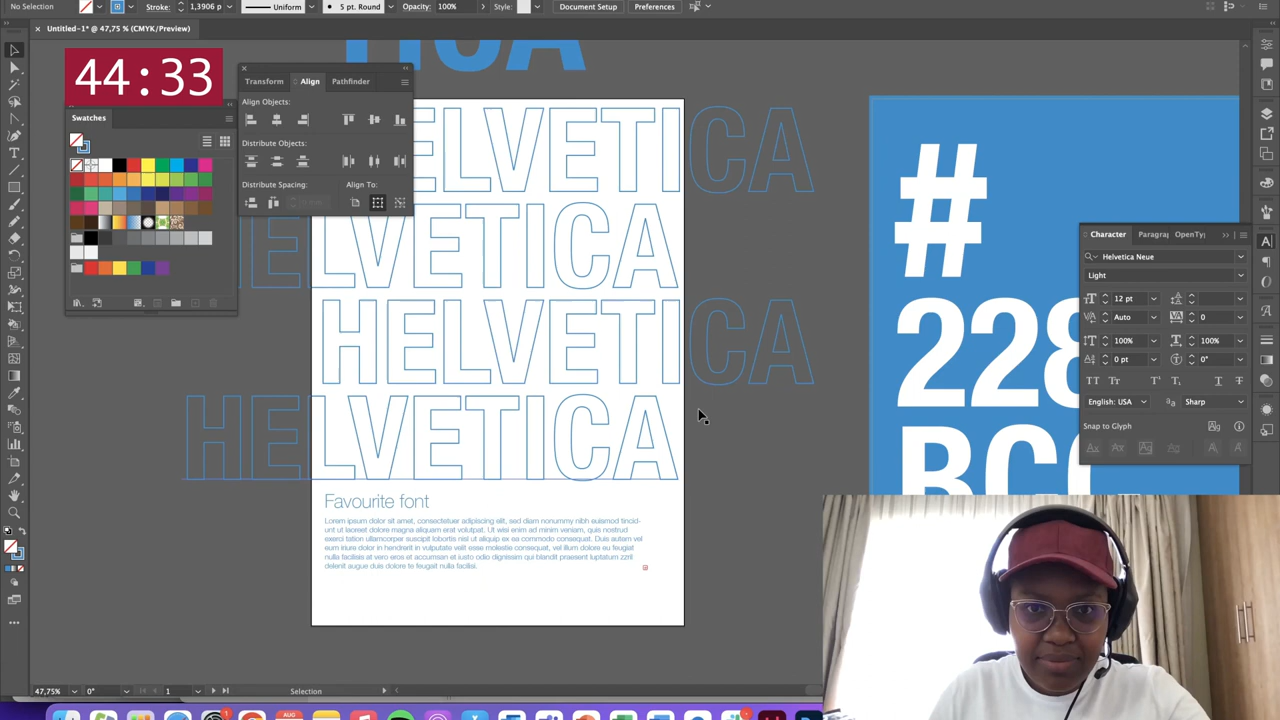 No Selection
Stroke:
1,3906 p
Uniform
5 pt. Round
Opacity:
100%
Style:
Document Setup
Preferences
Untitled-1* @ 47,75 % (CMYK/Preview)
44:33
Transform
Align
Pathfinder
Swatches
Align Objects:
Distribute Objects:
Distribute Spacing:
Align To:
HELVETICA
HELVETICA
HELVETICA
Favourite font
Lorem ipsum dolor sit amet, consectetuer adipiscing elit, sed diam nonummy nibh euismod tincid-
unt ut laoreet dolore magna aliquam erat volutpat. Ut wisi enim ad minim veniam, quis nostrud
exerci tation ullamcorper suscipit lobortis nisl ut aliquip ex ea commodo consequat. Duis autem vel
eum iriure dolor in hendrerit in vulputate velit esse molestie consequat, vel illum dolore eu feugiat
nulla facilisis at vero eros et accumsan et iusto odio dignissim qui blandit praesent luptatum zzril
delenit augue duis dolore te feugait nulla facilisi.
#
228
Character
Paragra
OpenTy
Helvetica Neue
Light
12 pt
Auto
0
100%
100%
0 pt
0°
English: USA
Sharp
Snap to Glyph
47,75%
0°
1
Selection
AUG